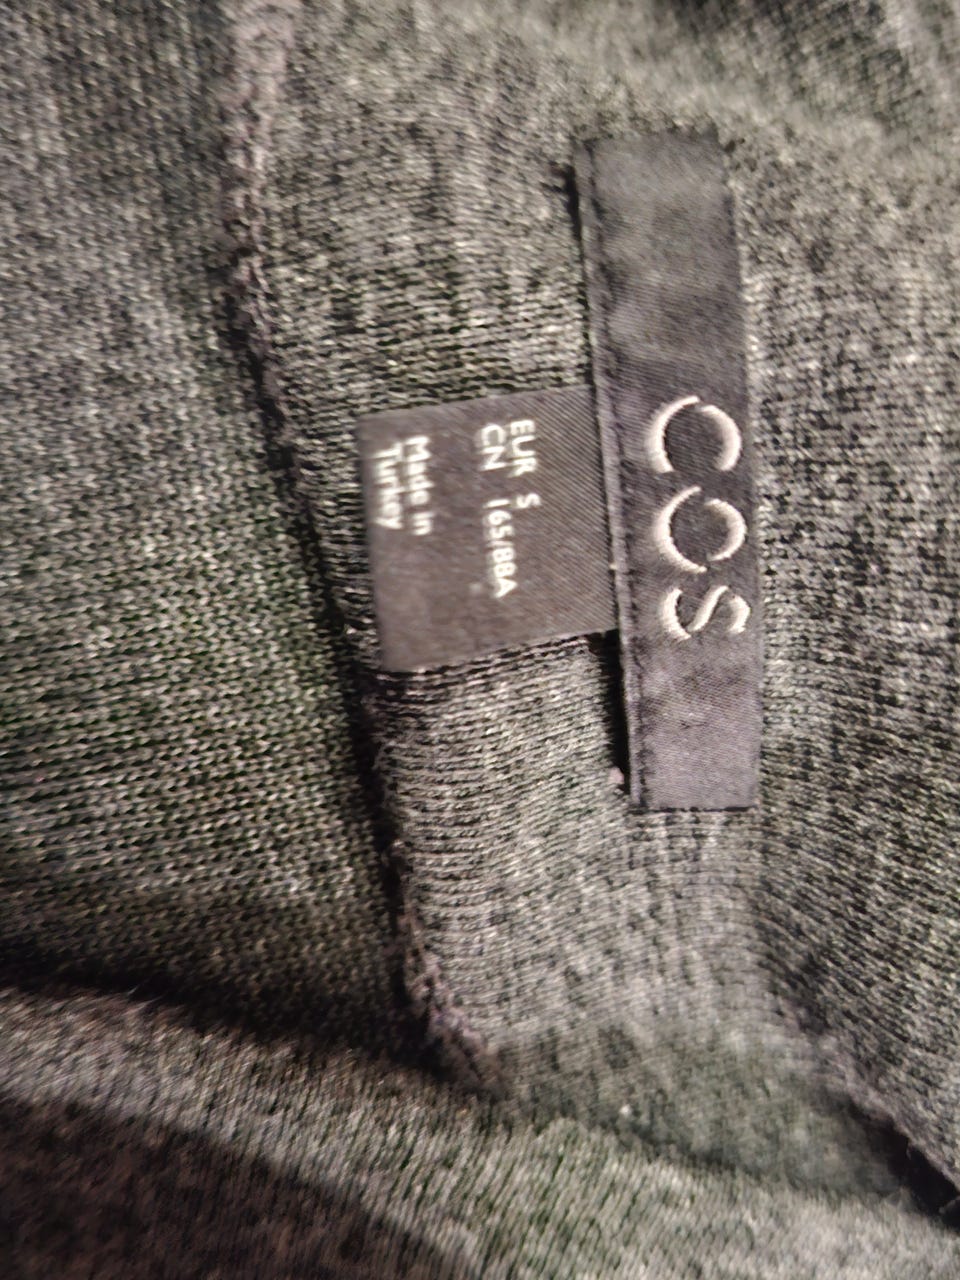 COS
EUR S
CN 165/88A
Made in
Turkey